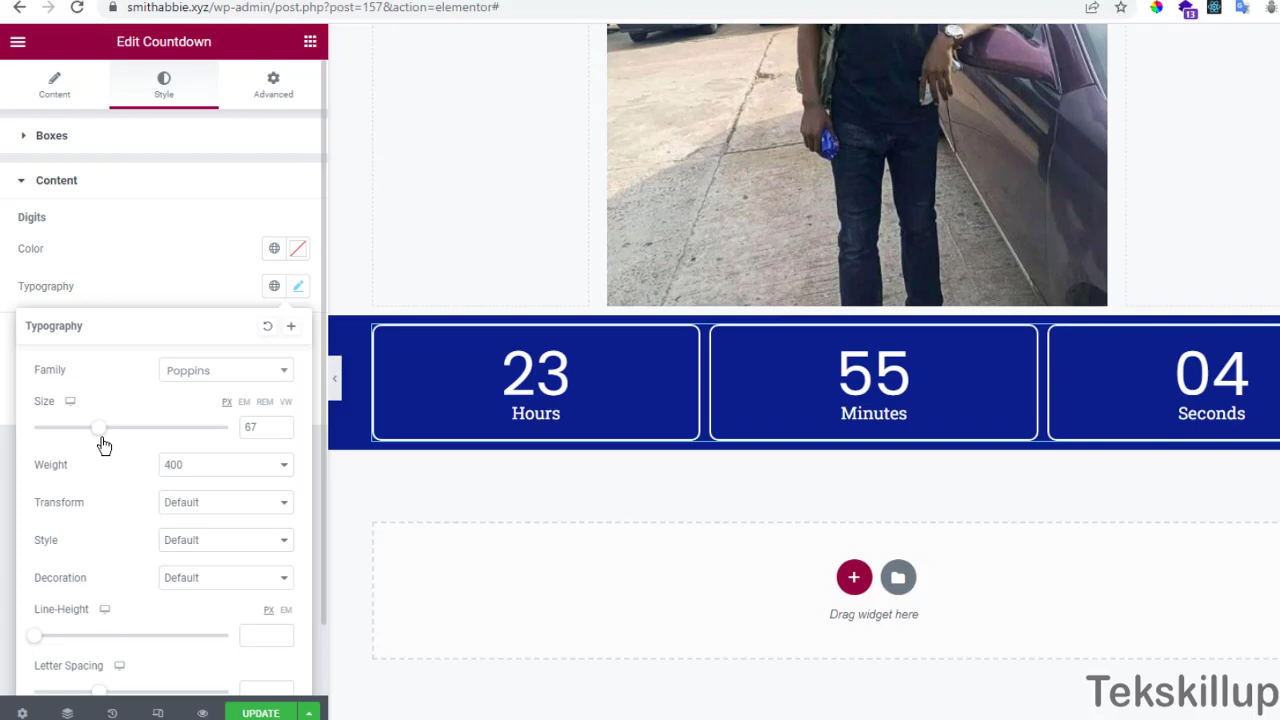 smithabbie.xyz/wp-admin/post.php?post=157&action=elementor#
13
Edit Countdown
Content
Style
Advanced
Boxes
Content
Digits
Color
Typography
Typography
Family
Poppins
Size
PX EM REM VW
67
Weight
400
Transform
Default
Style
Default
Decoration
Default
Line-Height
PX EM
Letter Spacing
UPDATE
23
Hours
55
Minutes
04
Seconds
Drag widget here
Tekskillup